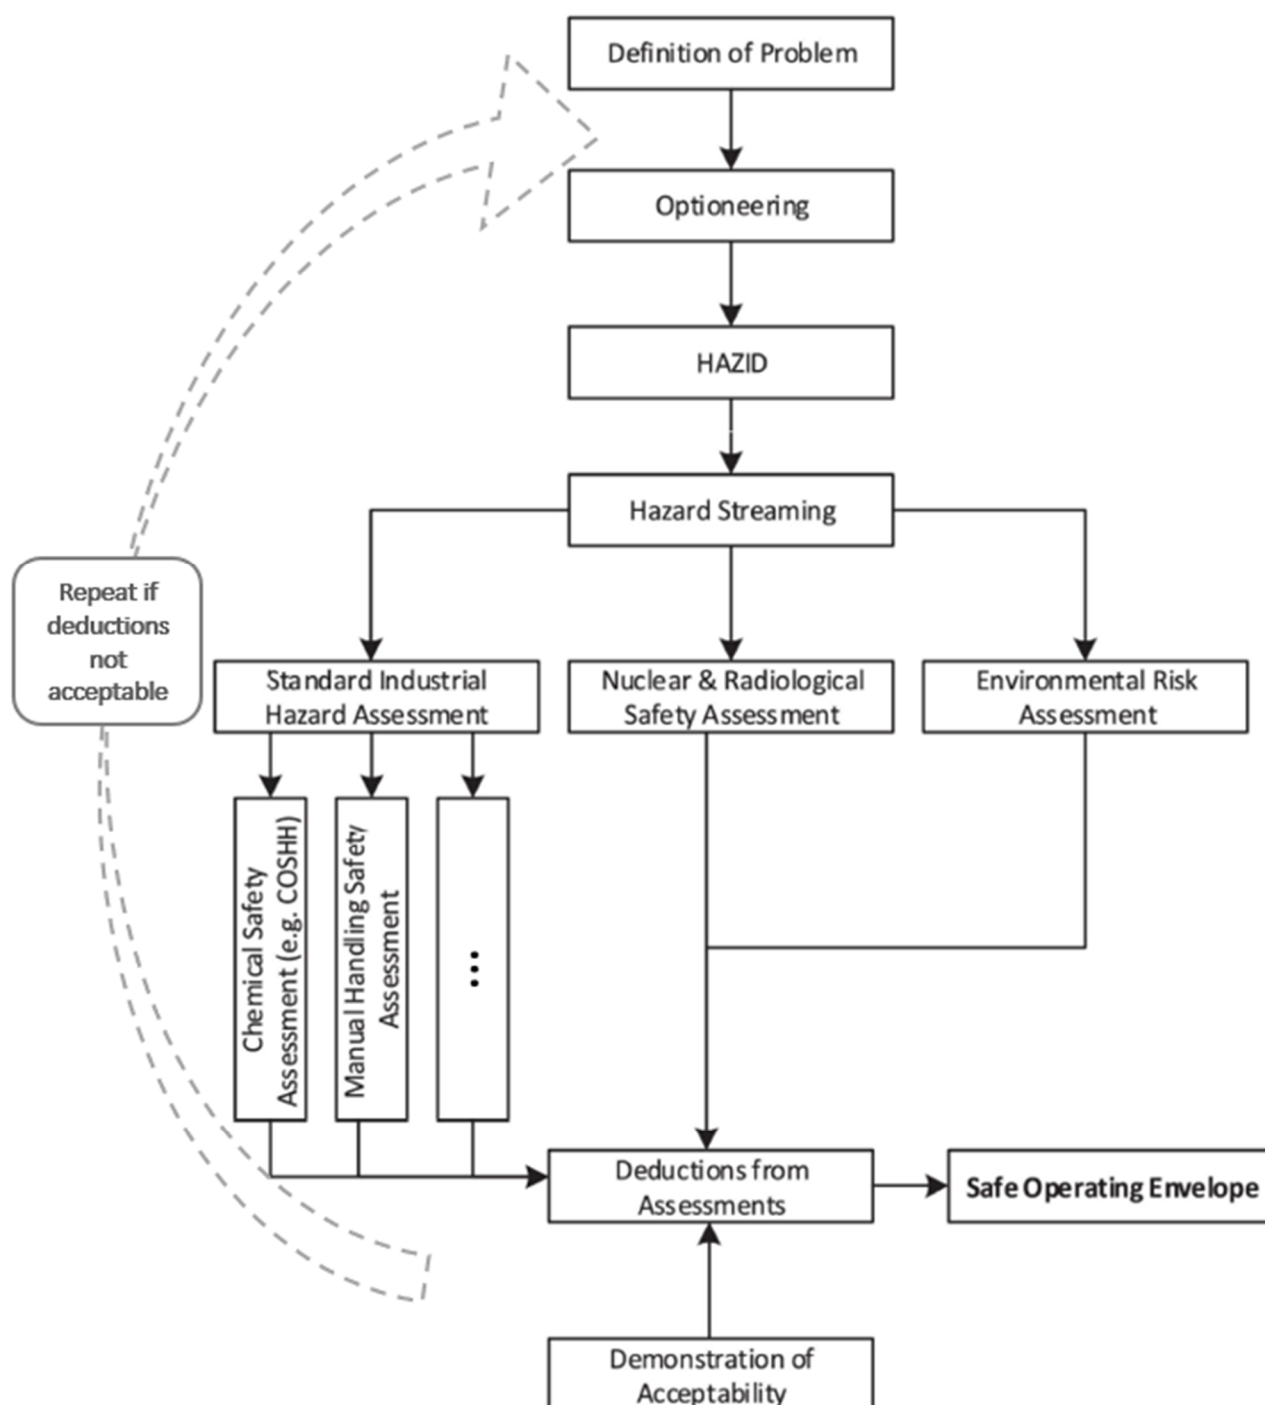 Definition of Problem
Optioneering
HAZID
Hazard Streaming
Repeat if
deductions
not
acceptable
Standard Industrial
Hazard Assessment
Nuclear & Radiological
Safety Assessment
Environmental Risk
Assessment
Chemical Safety
Assessment (e.g. COSHH)
Manual Handling Safety
Assessment
...
Deductions from
Assessments
Safe Operating Envelope
Demonstration of
Acceptability